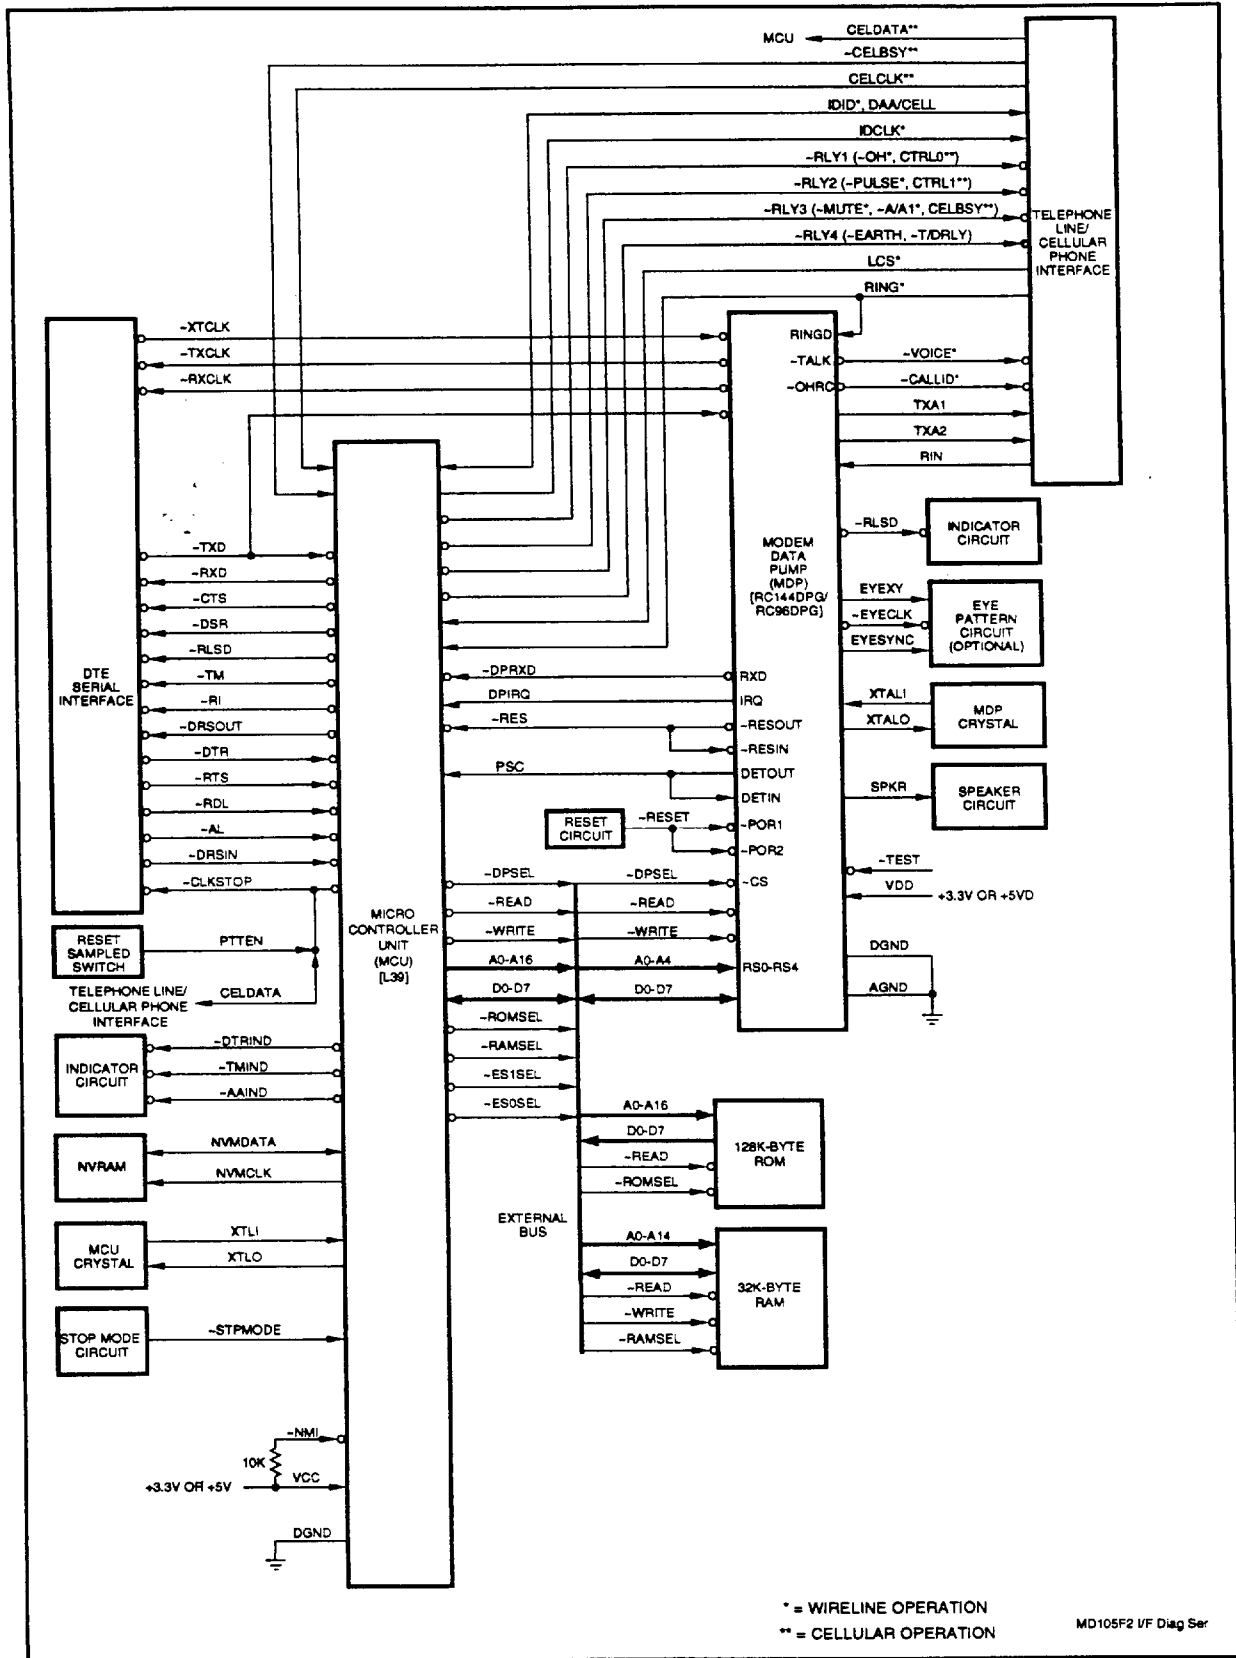 MCU
CELDATA**
~CELBSY**
CELCLK**
IDID*, DAA/CELL
IDCLK*
~RLY1 (~OH*, CTRL0**)
~RLY2 (~PULSE*, CTRL1**)
~RLY3 (~MUTE*, ~A/A1*, CELBSY**)
~RLY4 (~EARTH, ~T/DRLY)
LCS*
RING*
TELEPHONE
LINE/
CELLULAR
PHONE
INTERFACE
~XTCLK
~TXCLK
~RXCLK
RINGD
~TALK
~VOICE*
~OHRC
~CALLID*
TXA1
TXA2
RIN
~TXD
~RXD
~CTS
~DSR
~RLSD
~TM
~RI
~DRSOUT
~DTR
~RTS
~RDL
~AL
~DRSIN
~CLKSTOP
DTE
SERIAL
INTERFACE
MODEM
DATA
PUMP
(MDP)
[RC144DPG/
RC96DPG]
~RLSD
INDICATOR
CIRCUIT
EYEXY
~EYECLK
EYESYNC
EYE
PATTERN
CIRCUIT
(OPTIONAL)
XTALI
XTALO
MDP
CRYSTAL
SPKR
SPEAKER
CIRCUIT
~DPRXD
RXD
DPIRQ
IRQ
~RES
~RESOUT
~RESIN
PSC
DETOUT
DETIN
RESET
CIRCUIT
~RESET
~POR1
~POR2
~TEST
VDD
+3.3V OR +5VD
DGND
AGND
~DPSEL
~DPSEL
~CS
~READ
~READ
~WRITE
~WRITE
A0-A16
A0-A4
RS0-RS4
D0-D7
D0-D7
~ROMSEL
~RAMSEL
~ES1SEL
~ES0SEL
MICRO
CONTROLLER
UNIT
(MCU)
[L39]
RESET
SAMPLED
SWITCH
PTTEN
TELEPHONE LINE/
CELLULAR PHONE
INTERFACE
CELDATA
INDICATOR
CIRCUIT
~DTRIND
~TMIND
~AAIND
NVRAM
NVMDATA
NVMCLK
MCU
CRYSTAL
XTLI
XTLO
STOP MODE
CIRCUIT
~STPMODE
EXTERNAL
BUS
A0-A16
D0-D7
~READ
~ROMSEL
128K-BYTE
ROM
A0-A14
D0-D7
~READ
~WRITE
~RAMSEL
32K-BYTE
RAM
~NMI
10K
+3.3V OR +5V
VCC
DGND
* = WIRELINE OPERATION
** = CELLULAR OPERATION
MD105F2 I/F Diag Ser